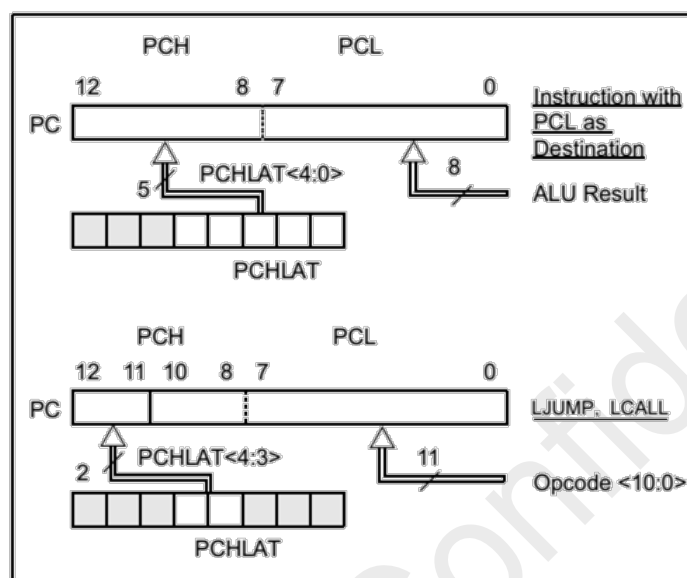 PCH PCL
12 8 7 0
PC
Instruction with
PCL as
Destination
5 PCHLAT<4:0> 8
ALU Result
PCHLAT
PCH PCL
12 11 10 8 7 0
PC
LJUMP, LCALL
2 PCHLAT<4:3> 11
Opcode <10:0>
PCHLAT